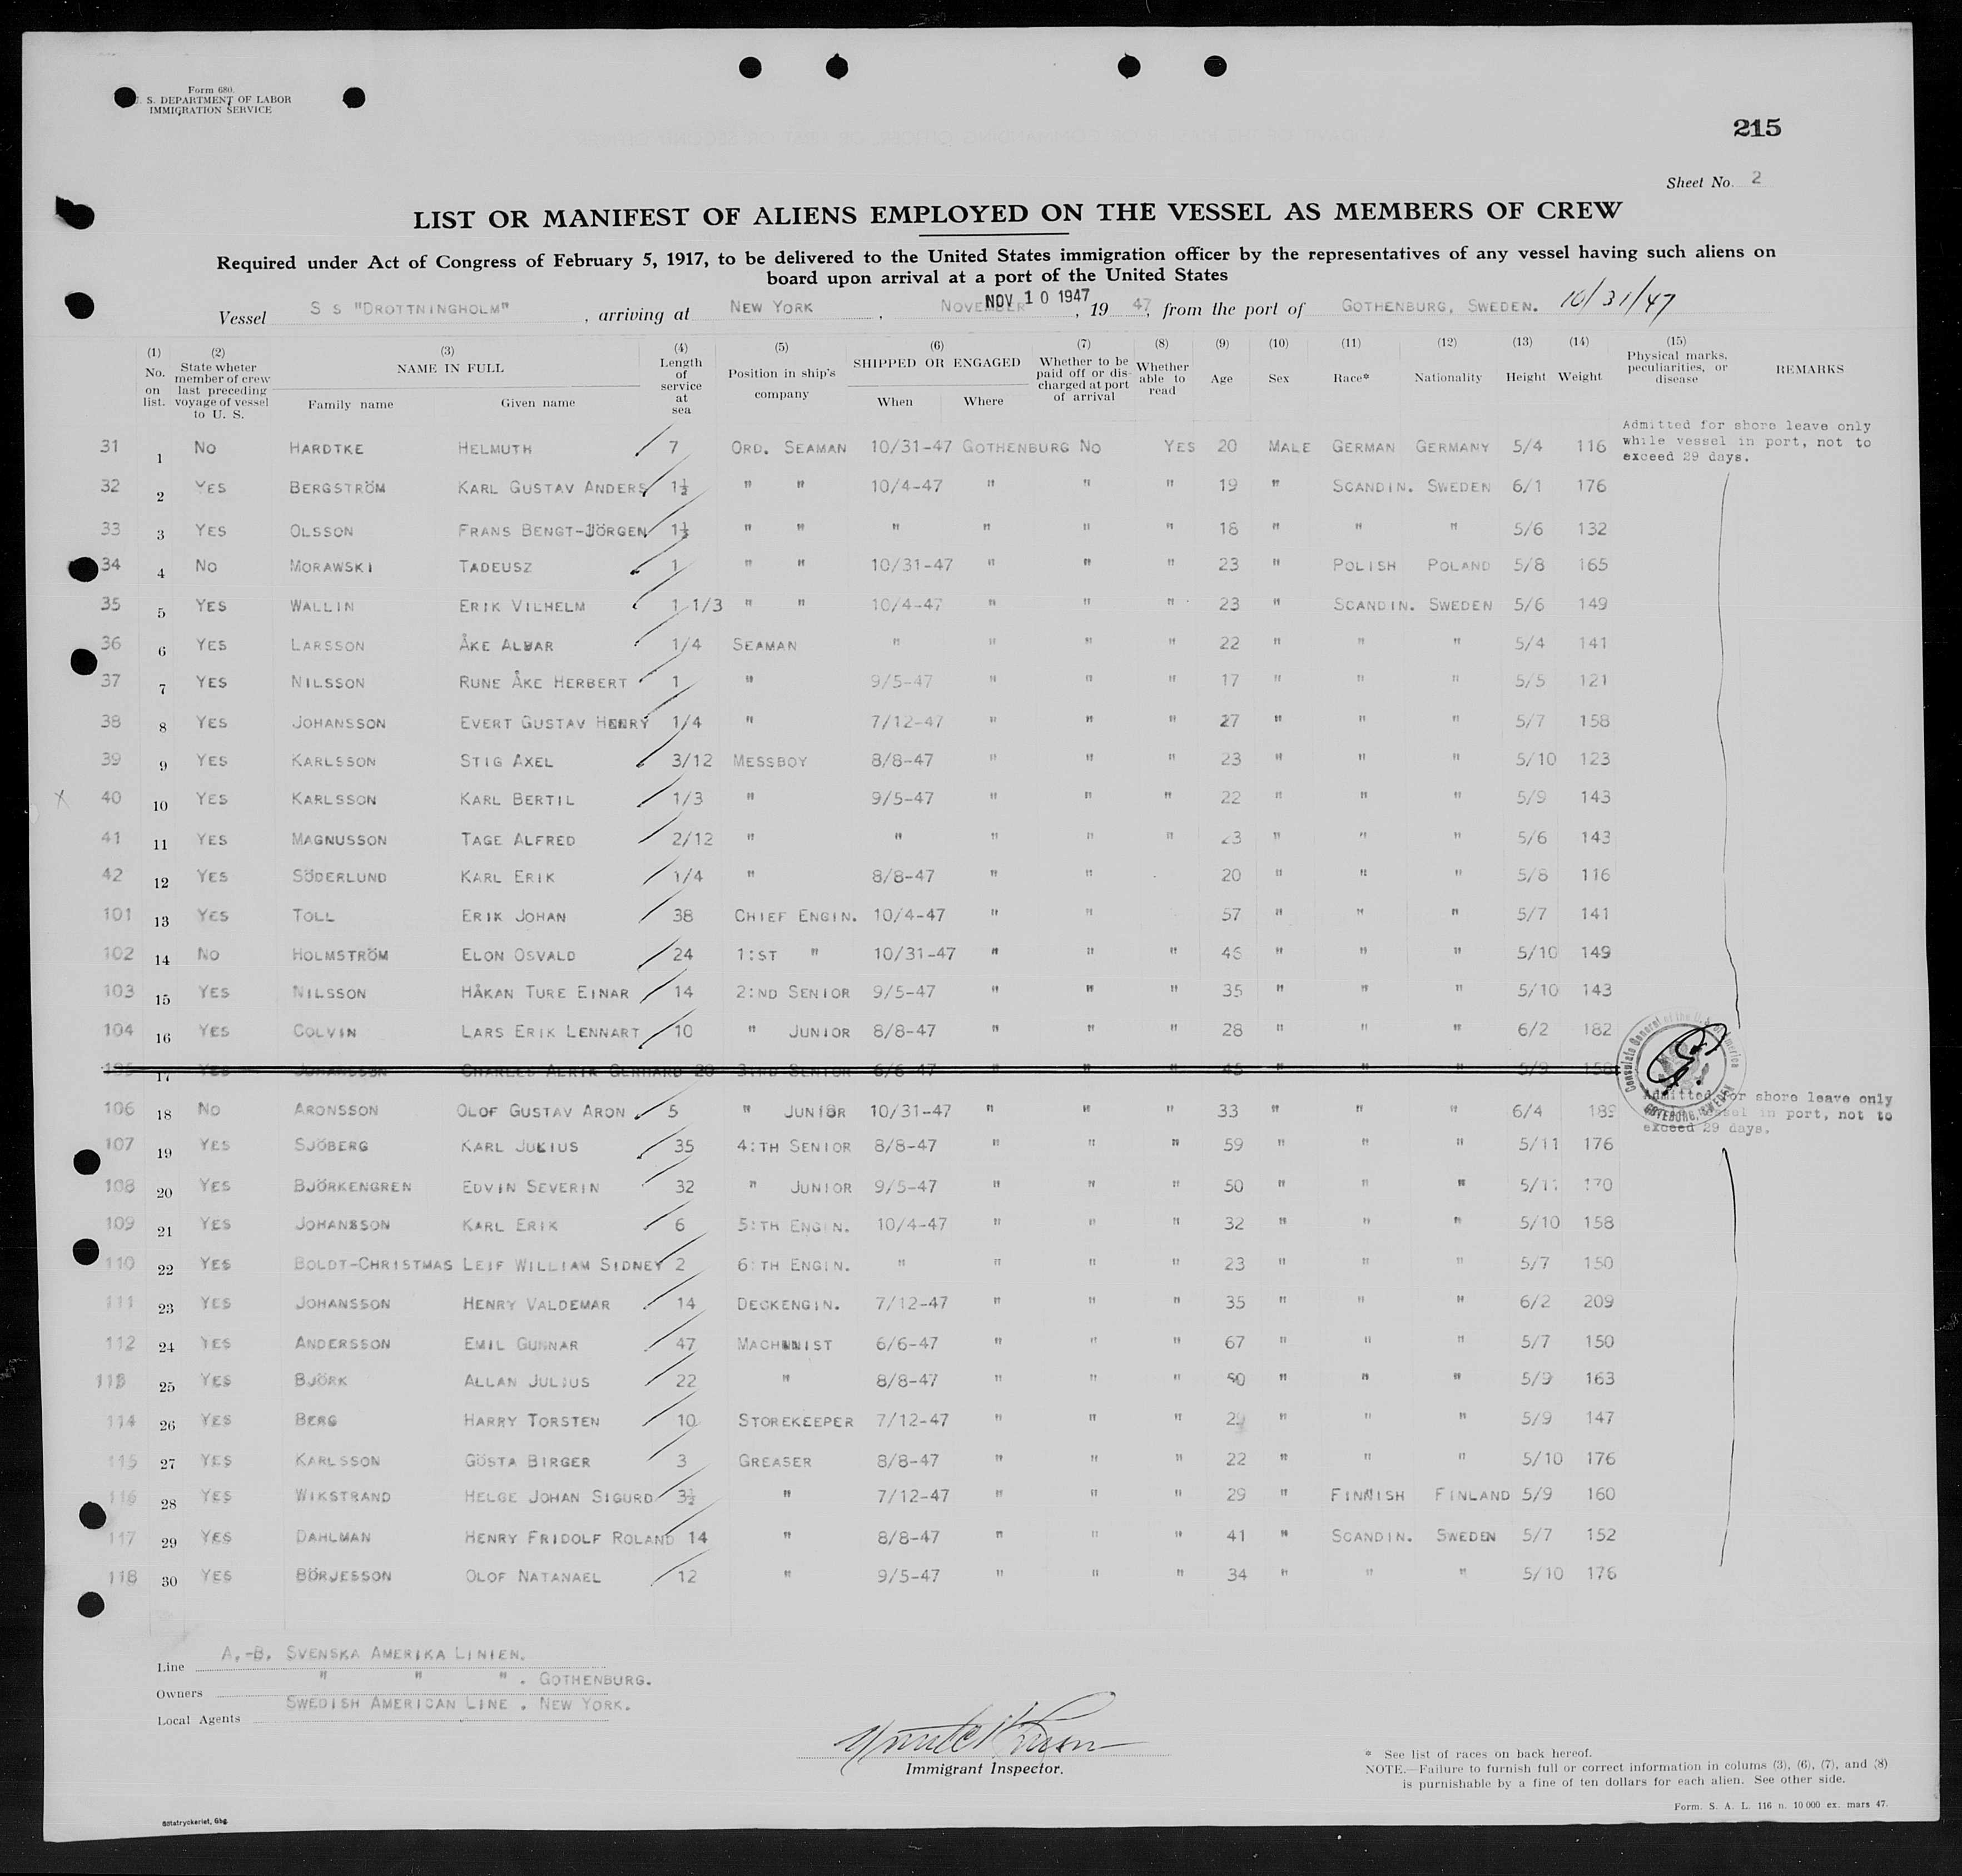 Form 680.
S. DEPARTMENT OF LABOR
IMMIGRATION SERVICE
215
Sheet No. 2
LIST OR MANIFEST OF ALIENS EMPLOYED ON THE VESSEL AS MEMBERS OF CREW
Required under Act of Congress of February 5, 1917, to be delivered to the United States immigration officer by the representatives of any vessel having such aliens on
board upon arrival at a port of the United States
Vessel S S "DROTTNINGHOLM" , arriving at NEW YORK , NOVEMBER NOV 10 1947 , 19 47, from the port of GOTHENBURG, SWEDEN. 10/31/47
(1) No. on list. (2) State wheter member of crew last preceding voyage of vessel to U. S. (3) NAME IN FULL Family name Given name (4) Length of service at sea (5) Position in ship's company (6) SHIPPED OR ENGAGED When Where (7) Whether to be paid off or discharged at port of arrival (8) Whether able to read (9) Age (10) Sex (11) Race* (12) Nationality (13) Height (14) Weight (15) Physical marks, peculiarities, or disease REMARKS
Admitted for shore leave only
while vessel in port, not to
exceed 29 days.
31 1 NO HARDTKE HELMUTH 7 ORD. SEAMAN 10/31-47 GOTHENBURG NO YES 20 MALE GERMAN GERMANY 5/4 116
32 2 YES BERGSTRÖM KARL GUSTAV ANDERS 1½ " " 10/4-47 " " " 19 " SCANDIN. SWEDEN 6/1 176
33 3 YES OLSSON FRANS BENGT-JÖRGEN " " " " " " 18 " " " 5/6 132
34 4 NO MORAWSKI TADEUSZ 1 " " 10/31-47 " " " 23 " POLISH POLAND 5/8 165
35 5 YES WALLIN ERIK VILHELM 1 1/3 " " 10/4-47 " " " 23 " SCANDIN. SWEDEN 5/6 149
36 6 YES LARSSON ÅKE ALVAR 1/4 SEAMAN " " " " 22 " " " 5/4 141
37 7 YES NILSSON RUNE ÅKE HERBERT 1 " 9/5-47 " " " 17 " " " 5/5 121
38 8 YES JOHANSSON EVERT GUSTAV HENRY 1/4 " 7/12-47 " " " 27 " " " 5/7 158
39 9 YES KARLSSON STIG AXEL 3/12 MESSBOY 8/8-47 " " " 23 " " " 5/10 123
40 10 YES KARLSSON KARL BERTIL 1/3 " 9/5-47 " " " 22 " " " 5/9 143
41 11 YES MAGNUSSON TAGE ALFRED 2/12 " " " " " 23 " " " 5/6 143
42 12 YES SÖDERLUND KARL ERIK 1/4 " 8/8-47 " " 20 " " " 5/8 116
101 13 YES TOLL ERIK JOHAN 38 CHIEF ENGIN. 10/4-47 " " 57 " " " 5/7 141
102 14 NO HOLMSTRÖM ELON OSVALD 24 1:ST " 10/31-47 " " " 46 " " " 5/10 149
103 15 YES NILSSON HÅKAN TURE EINAR 14 2:ND SENIOR 9/5-47 " " " 35 " " " 5/10 143
104 16 YES COLVIN LARS ERIK LENNART 10 " JUNIOR 8/8-47 " " " 28 " " " 6/2 182
105 17 YES JOHANSSON CHARLES ALRIK GERHARD 20 3:RD SENIOR 6/6-47 " " " 45 " " " 5/9 158
Consulate General of the U.S. of America
GÖTEBORG, SWEDEN
Admitted for shore leave only
vessel in port, not to
exceed 29 days.
106 18 NO ARONSSON OLOF GUSTAV ARON 5 " JUNIOR 10/31-47 " " " 33 " " " 6/4 189
107 19 YES SJÖBERG KARL JULIUS 35 4:TH SENIOR 8/8-47 " " " 59 " " " 5/11 176
108 20 YES BJÖRKENGREN EDVIN SEVERIN 32 " JUNIOR 9/5-47 " " " 50 " " " 5/11 170
109 21 YES JOHANSSON KARL ERIK 6 5:TH ENGIN. 10/4-47 " " " 32 " " " 5/10 158
110 22 YES BOLDT-CHRISTMAS LEIF WILLIAM SIDNEY 2 6:TH ENGIN. " " " " 23 " " " 5/7 150
111 23 YES JOHANSSON HENRY VALDEMAR 14 DECKENGIN. 7/12-47 " " " 35 " " " 6/2 209
112 24 YES ANDERSSON EMIL GUNNAR 47 MACHINIST 6/6-47 " " " 67 " " " 5/7 150
113 25 YES BJÖRK ALLAN JULIUS 22 " 8/8-47 " " " 50 " " " 5/9 163
114 26 YES BERG HARRY TORSTEN 10 STOREKEEPER 7/12-47 " " " 29 " " " 5/9 147
115 27 YES KARLSSON GÖSTA BIRGER 3 GREASER 8/8-47 " " " 22 " " " 5/10 176
116 28 YES WIKSTRAND HELGE JOHAN SIGURD 3½ " 7/12-47 " " " 29 " FINNISH FINLAND 5/9 160
117 29 YES DAHLMAN HENRY FRIDOLF ROLAND 14 " 8/8-47 " " " 41 " SCANDIN. SWEDEN 5/7 152
118 30 YES BÖRJESSON OLOF NATANAEL 12 " 9/5-47 " " " 34 " " " 5/10 176
Line A.-B. SVENSKA AMERIKA LINIEN.
Owners " " " . GOTHENBURG.
Local Agents SWEDISH AMERICAN LINE . NEW YORK.
Immigrant Inspector.
* See list of races on back hereof.
NOTE.—Failure to furnish full or correct information in colums (3), (6), (7), and (8)
is purnishable by a fine of ten dollars for each alien. See other side.
Form. S. A. L. 116 n. 10 000 ex. mars 47.
Götatryckeriet, Gbg.